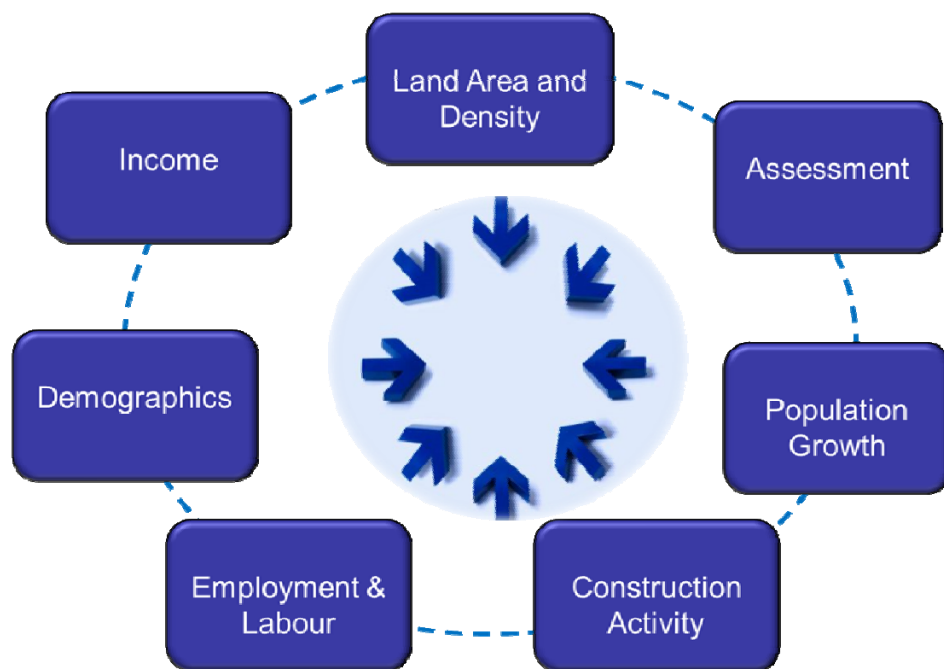 Land Area and
Density
Assessment
Population
Growth
Construction
Activity
Employment &
Labour
Demographics
Income